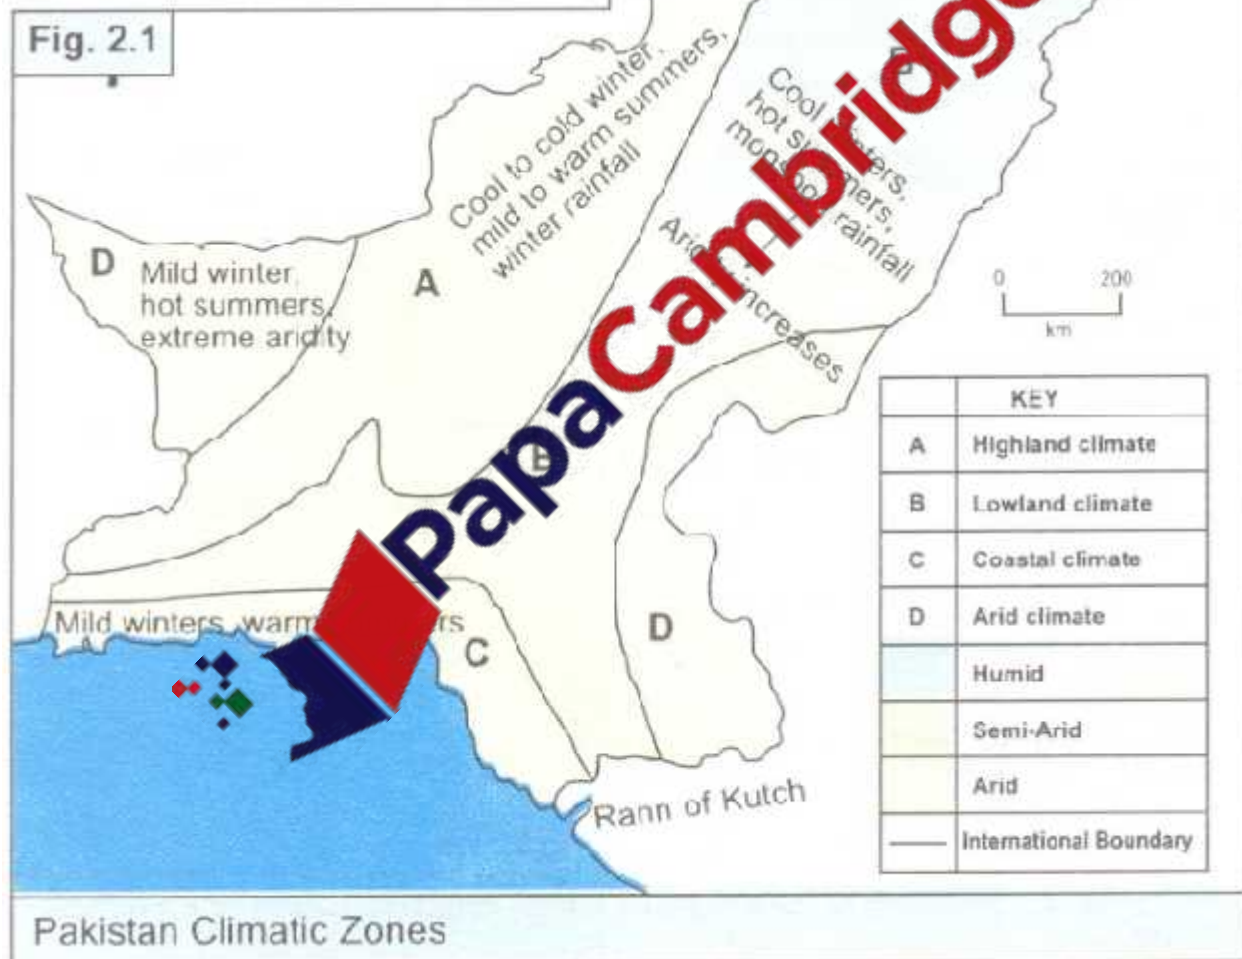 Fig. 2.1
Cool to cold winter,
mild to warm summers,
winter rainfall
Cool winters,
hot summers,
monsoon rainfall
Aridity increases
D
Mild winter,
hot summers,
extreme aridity
A
B
B
0 200
km
KEY
A Highland climate
B Lowland climate
C Coastal climate
D Arid climate
Humid
Semi-Arid
Arid
International Boundary
Mild winters, warm summers
C
D
Rann of Kutch
PapaCambridge
Pakistan Climatic Zones